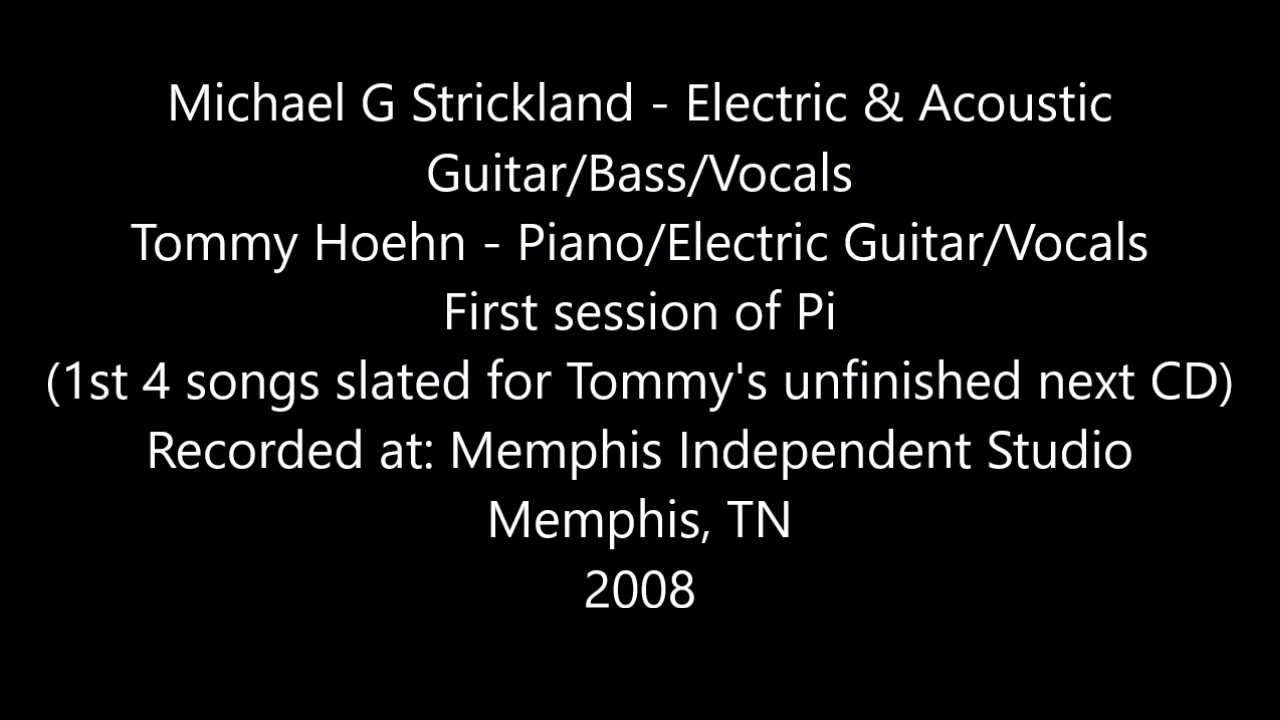 Michael G Strickland - Electric & Acoustic
Guitar/Bass/Vocals
Tommy Hoehn - Piano/Electric Guitar/Vocals
First session of Pi
(1st 4 songs slated for Tommy's unfinished next CD)
Recorded at: Memphis Independent Studio
Memphis, TN
2008